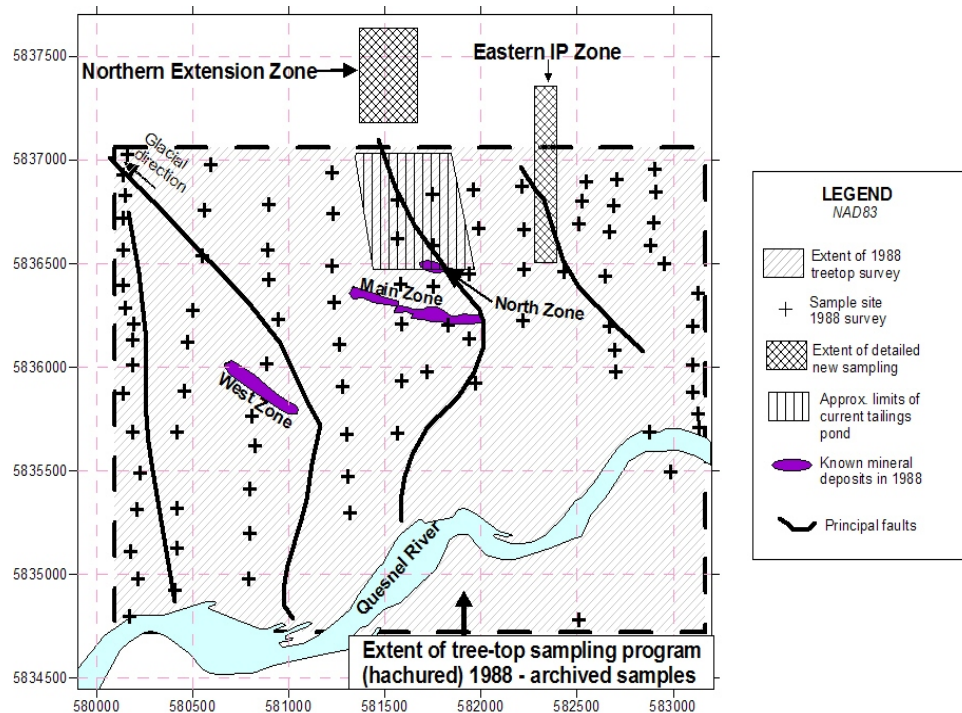 Northern Extension Zone
Eastern IP Zone
5837500
5837000
5836500
5836000
5835500
5835000
5834500
Glacial
direction
Main Zone
North Zone
West Zone
Quesnel River
Extent of tree-top sampling program
(hachured) 1988 - archived samples
580000 580500 581000 581500 582000 582500 583000
LEGEND
NAD83
Extent of 1988
treetop survey
Sample site
1988 survey
Extent of detailed
new sampling
Approx. limits of
current tailings
pond
Known mineral
deposits in 1988
Principal faults